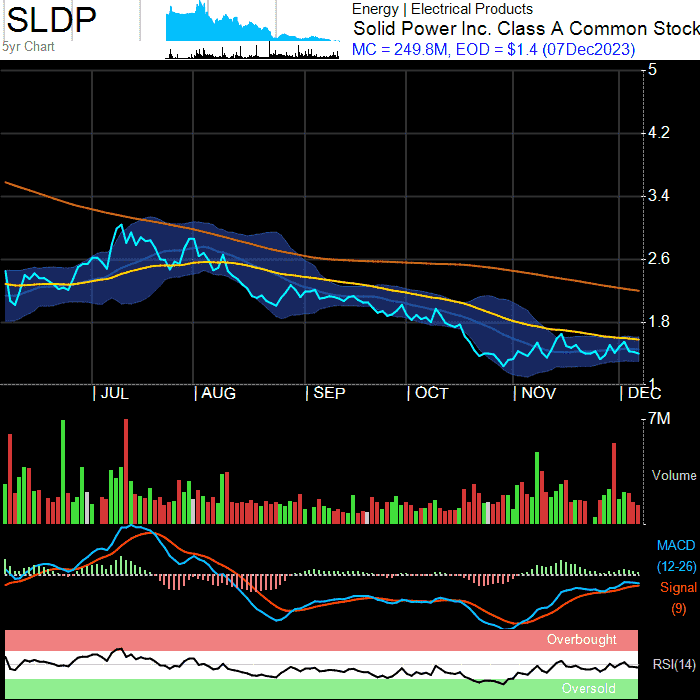 SLDP
5yr Chart
Energy | Electrical Products
Solid Power Inc. Class A Common Stock
MC = 249.8M, EOD = $1.4 (07Dec2023)
5
4.2
3.4
2.6
1.8
1
| JUL | AUG | SEP | OCT | NOV | DEC
7M
Volume
MACD
(12-26)
Signal
(9)
Overbought
RSI(14)
Oversold